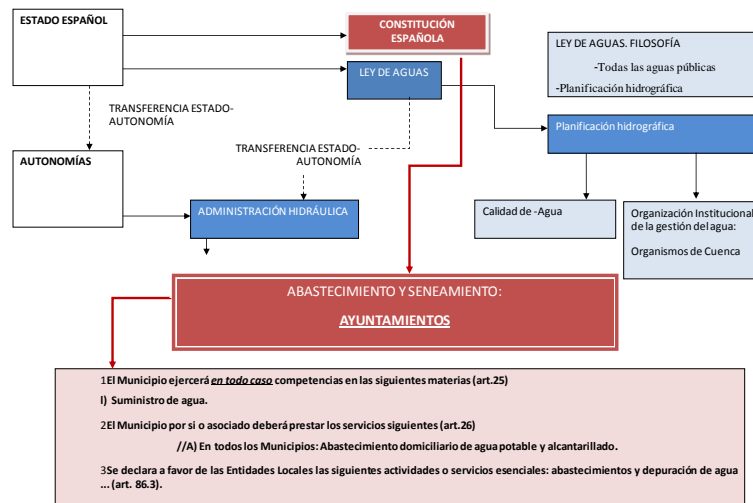 ESTADO ESPAÑOL
CONSTITUCIÓN
ESPAÑOLA
LEY DE AGUAS. FILOSOFÍA
-Todas las aguas públicas
-Planificación hidrográfica
LEY DE AGUAS
TRANSFERENCIA ESTADO-
AUTONOMÍA
TRANSFERENCIA ESTADO-
AUTONOMÍA
Planificación hidrográfica
AUTONOMÍAS
ADMINISTRACIÓN HIDRÁULICA
Calidad de -Agua
Organización Institucional
de la gestión del agua:
Organismos de Cuenca
ABASTECIMIENTO Y SENEAMIENTO:
AYUNTAMIENTOS
1El Municipio ejercerá en todo caso competencias en las siguientes materias (art.25)
l) Suministro de agua.
2El Municipio por si o asociado deberá prestar los servicios siguientes (art.26)
//A) En todos los Municipios: Abastecimiento domiciliario de agua potable y alcantarillado.
3Se declara a favor de las Entidades Locales las siguientes actividades o servicios esenciales: abastecimientos y depuración de agua
... (art. 86.3).